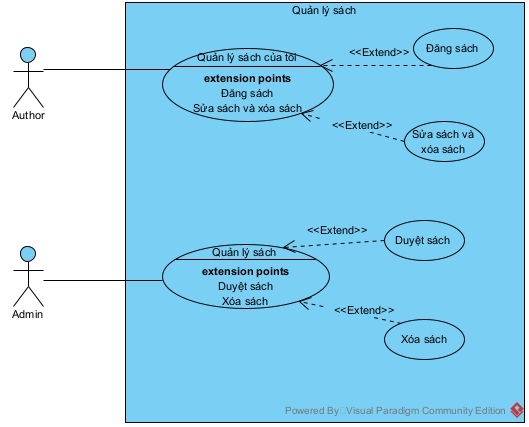 Quản lý sách
Quản lý sách của tôi
extension points
Đăng sách
Sửa sách và xóa sách
<<Extend>>
Đăng sách
<<Extend>>
Sửa sách và
xóa sách
Author
Quản lý sách
extension points
Duyệt sách
Xóa sách
<<Extend>>
Duyệt sách
<<Extend>>
Xóa sách
Admin
Powered By Visual Paradigm Community Edition